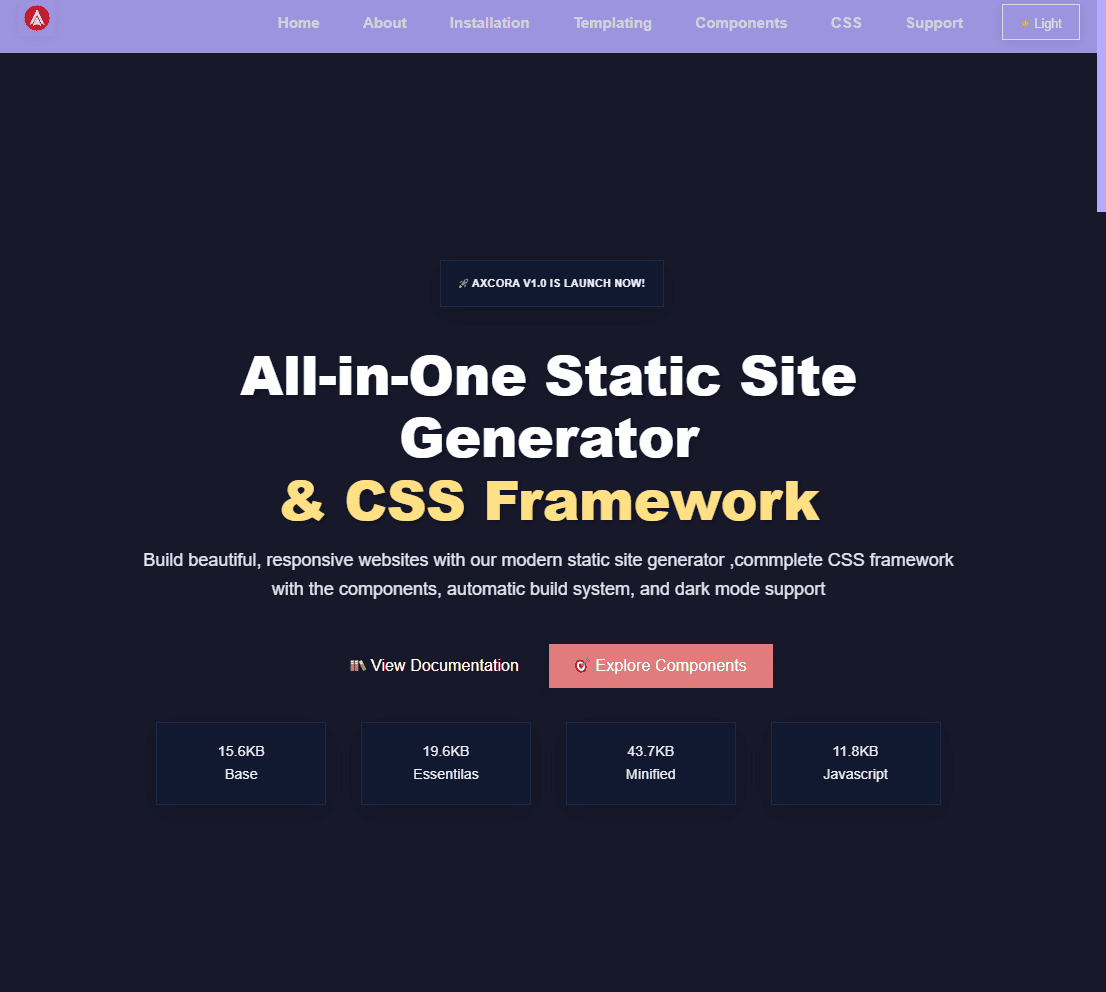 Home About Installation Templating Components CSS Support Light
AXCORA V1.0 IS LAUNCH NOW!
All-in-One Static Site
Generator
& CSS Framework
Build beautiful, responsive websites with our modern static site generator ,commplete CSS framework
with the components, automatic build system, and dark mode support
View Documentation Explore Components
15.6KB 19.6KB 43.7KB 11.8KB
Base Essentilas Minified Javascript